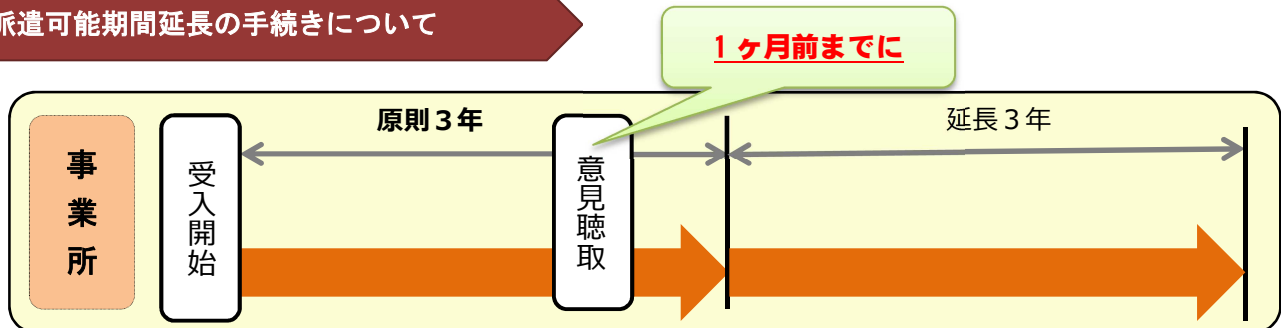 派遣可能期間延長の手続きについて
1ヶ月前までに
原則3年
延長3年
事業所
受入開始
意見聴取